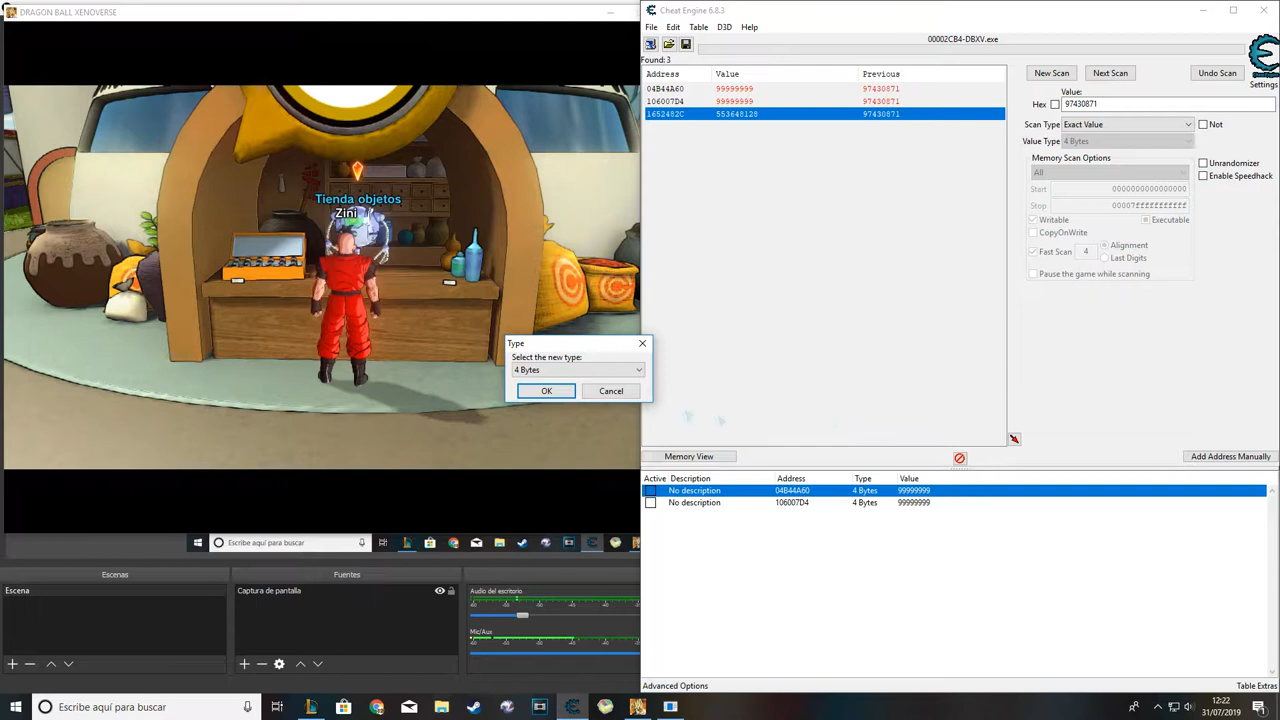 DRAGON BALL XENOVERSE
Tienda objetos
Zini
Type
Select the new type:
4 Bytes
OK
Cancel
Escribe aquí para buscar
Escenas
Fuentes
Escena
Captura de pantalla
Audio del escritorio
Mic/Aux
Cheat Engine 6.8.3
File Edit Table D3D Help
00002CB4-DBXV.exe
Found: 3
Address Value Previous
04B44A60 99999999 97430871
106007D4 99999999 97430871
1652482C 553648128 97430871
New Scan Next Scan Undo Scan
Settings
Value:
Hex 97430871
Scan Type Exact Value Not
Value Type 4 Bytes
Memory Scan Options
All
Unrandomizer
Enable Speedhack
Start 0000000000000000
Stop 00007fffffffffff
Writable Executable
CopyOnWrite
Fast Scan 4 Alignment
Last Digits
Pause the game while scanning
Memory View Add Address Manually
Active Description Address Type Value
No description 04B44A60 4 Bytes 99999999
No description 106007D4 4 Bytes 99999999
Advanced Options Table Extras
Escribe aquí para buscar
12:22
31/07/2019